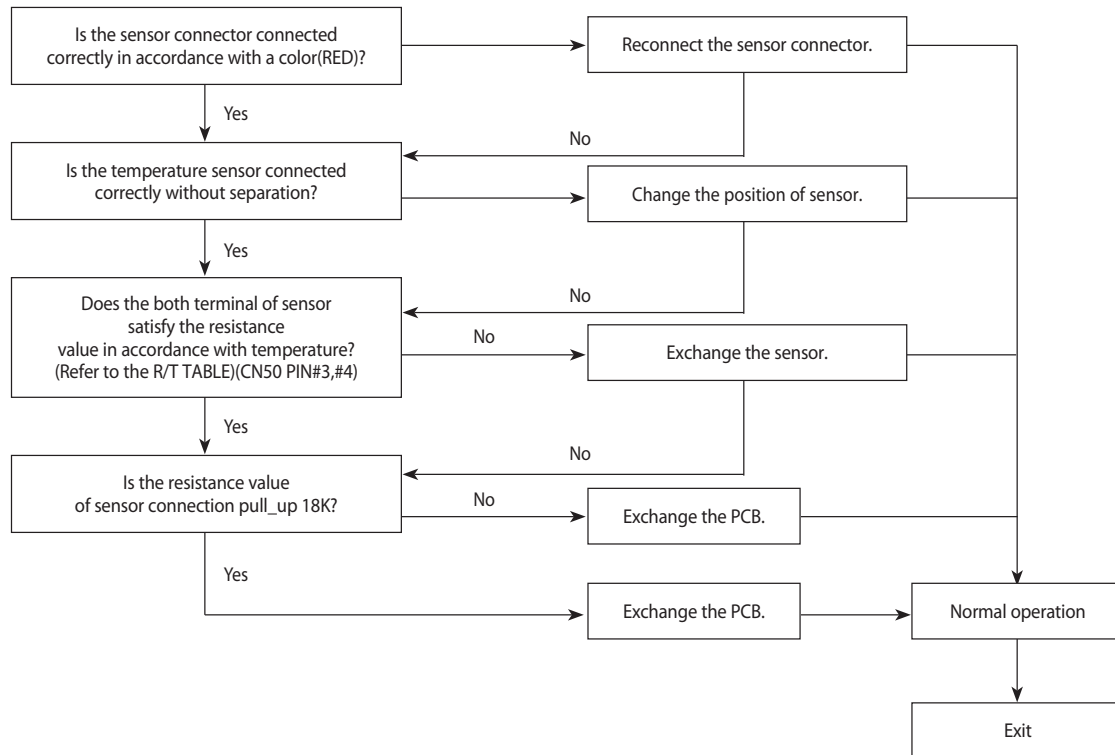 Is the sensor connector connected
correctly in accordance with a color(RED)?
Reconnect the sensor connector.
Yes
No
Is the temperature sensor connected
correctly without separation?
Change the position of sensor.
Yes
No
Does the both terminal of sensor
satisfy the resistance
value in accordance with temperature?
(Refer to the R/T TABLE)(CN50 PIN#3,#4)
No
Exchange the sensor.
Yes
No
Is the resistance value
of sensor connection pull_up 18K?
No
Exchange the PCB.
Yes
Exchange the PCB.
Normal operation
Exit